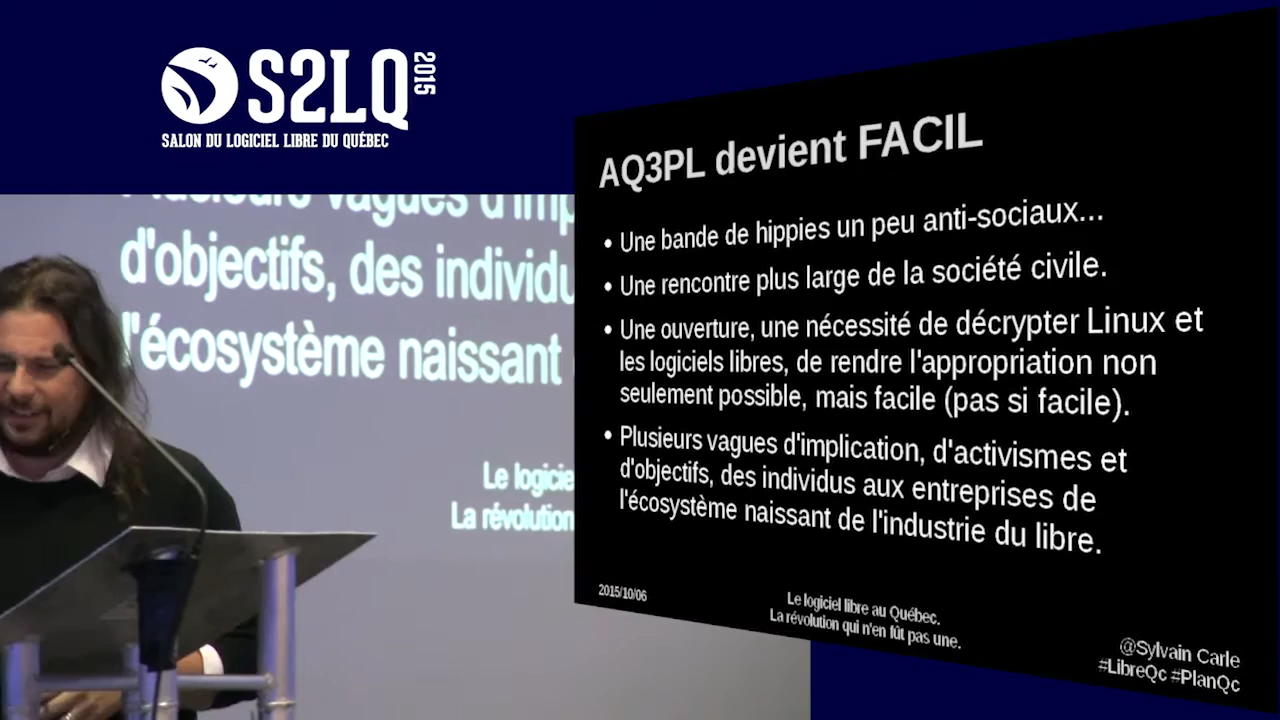 S2LQ
2015
SALON DU LOGICIEL LIBRE DU QUÉBEC
d'objectifs, des individu
l'écosystème naissant
Le logicie
La révolution
AQ3PL devient FACIL
• Une bande de hippies un peu anti-sociaux...
• Une rencontre plus large de la société civile.
• Une ouverture, une nécessité de décrypter Linux et
les logiciels libres, de rendre l'appropriation non
seulement possible, mais facile (pas si facile).
• Plusieurs vagues d'implication, d'activismes et
d'objectifs, des individus aux entreprises de
l'écosystème naissant de l'industrie du libre.
2015/10/06
Le logiciel libre au Québec.
La révolution qui n'en fût pas une.
@Sylvain Carle
#LibreQc #PlanQc